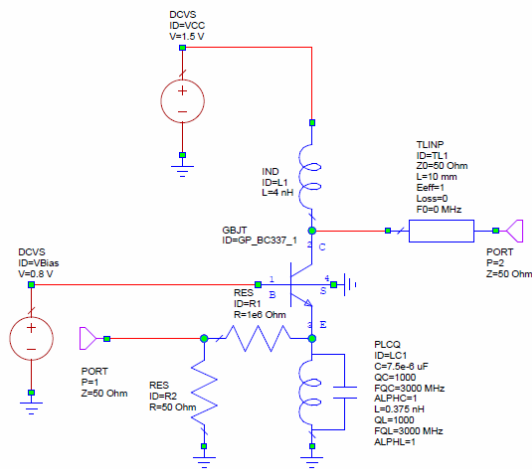 DCVS
ID=VCC
V=1.5 V
IND
ID=L1
L=4 nH
TLINP
ID=TL1
Z0=50 Ohm
L=10 mm
Eeff=1
Loss=0
F0=0 MHz
GBJT
ID=GP_BC337_1
2
C
PORT
P=2
Z=50 Ohm
DCVS
ID=VBias
V=0.8 V
1
B
4
S
RES
ID=R1
R=1e6 Ohm
3
E
PORT
P=1
Z=50 Ohm
RES
ID=R2
R=50 Ohm
PLCQ
ID=LC1
C=7.5e-6 uF
QC=1000
FQC=3000 MHz
ALPHC=1
L=0.375 nH
QL=1000
FQL=3000 MHz
ALPHL=1